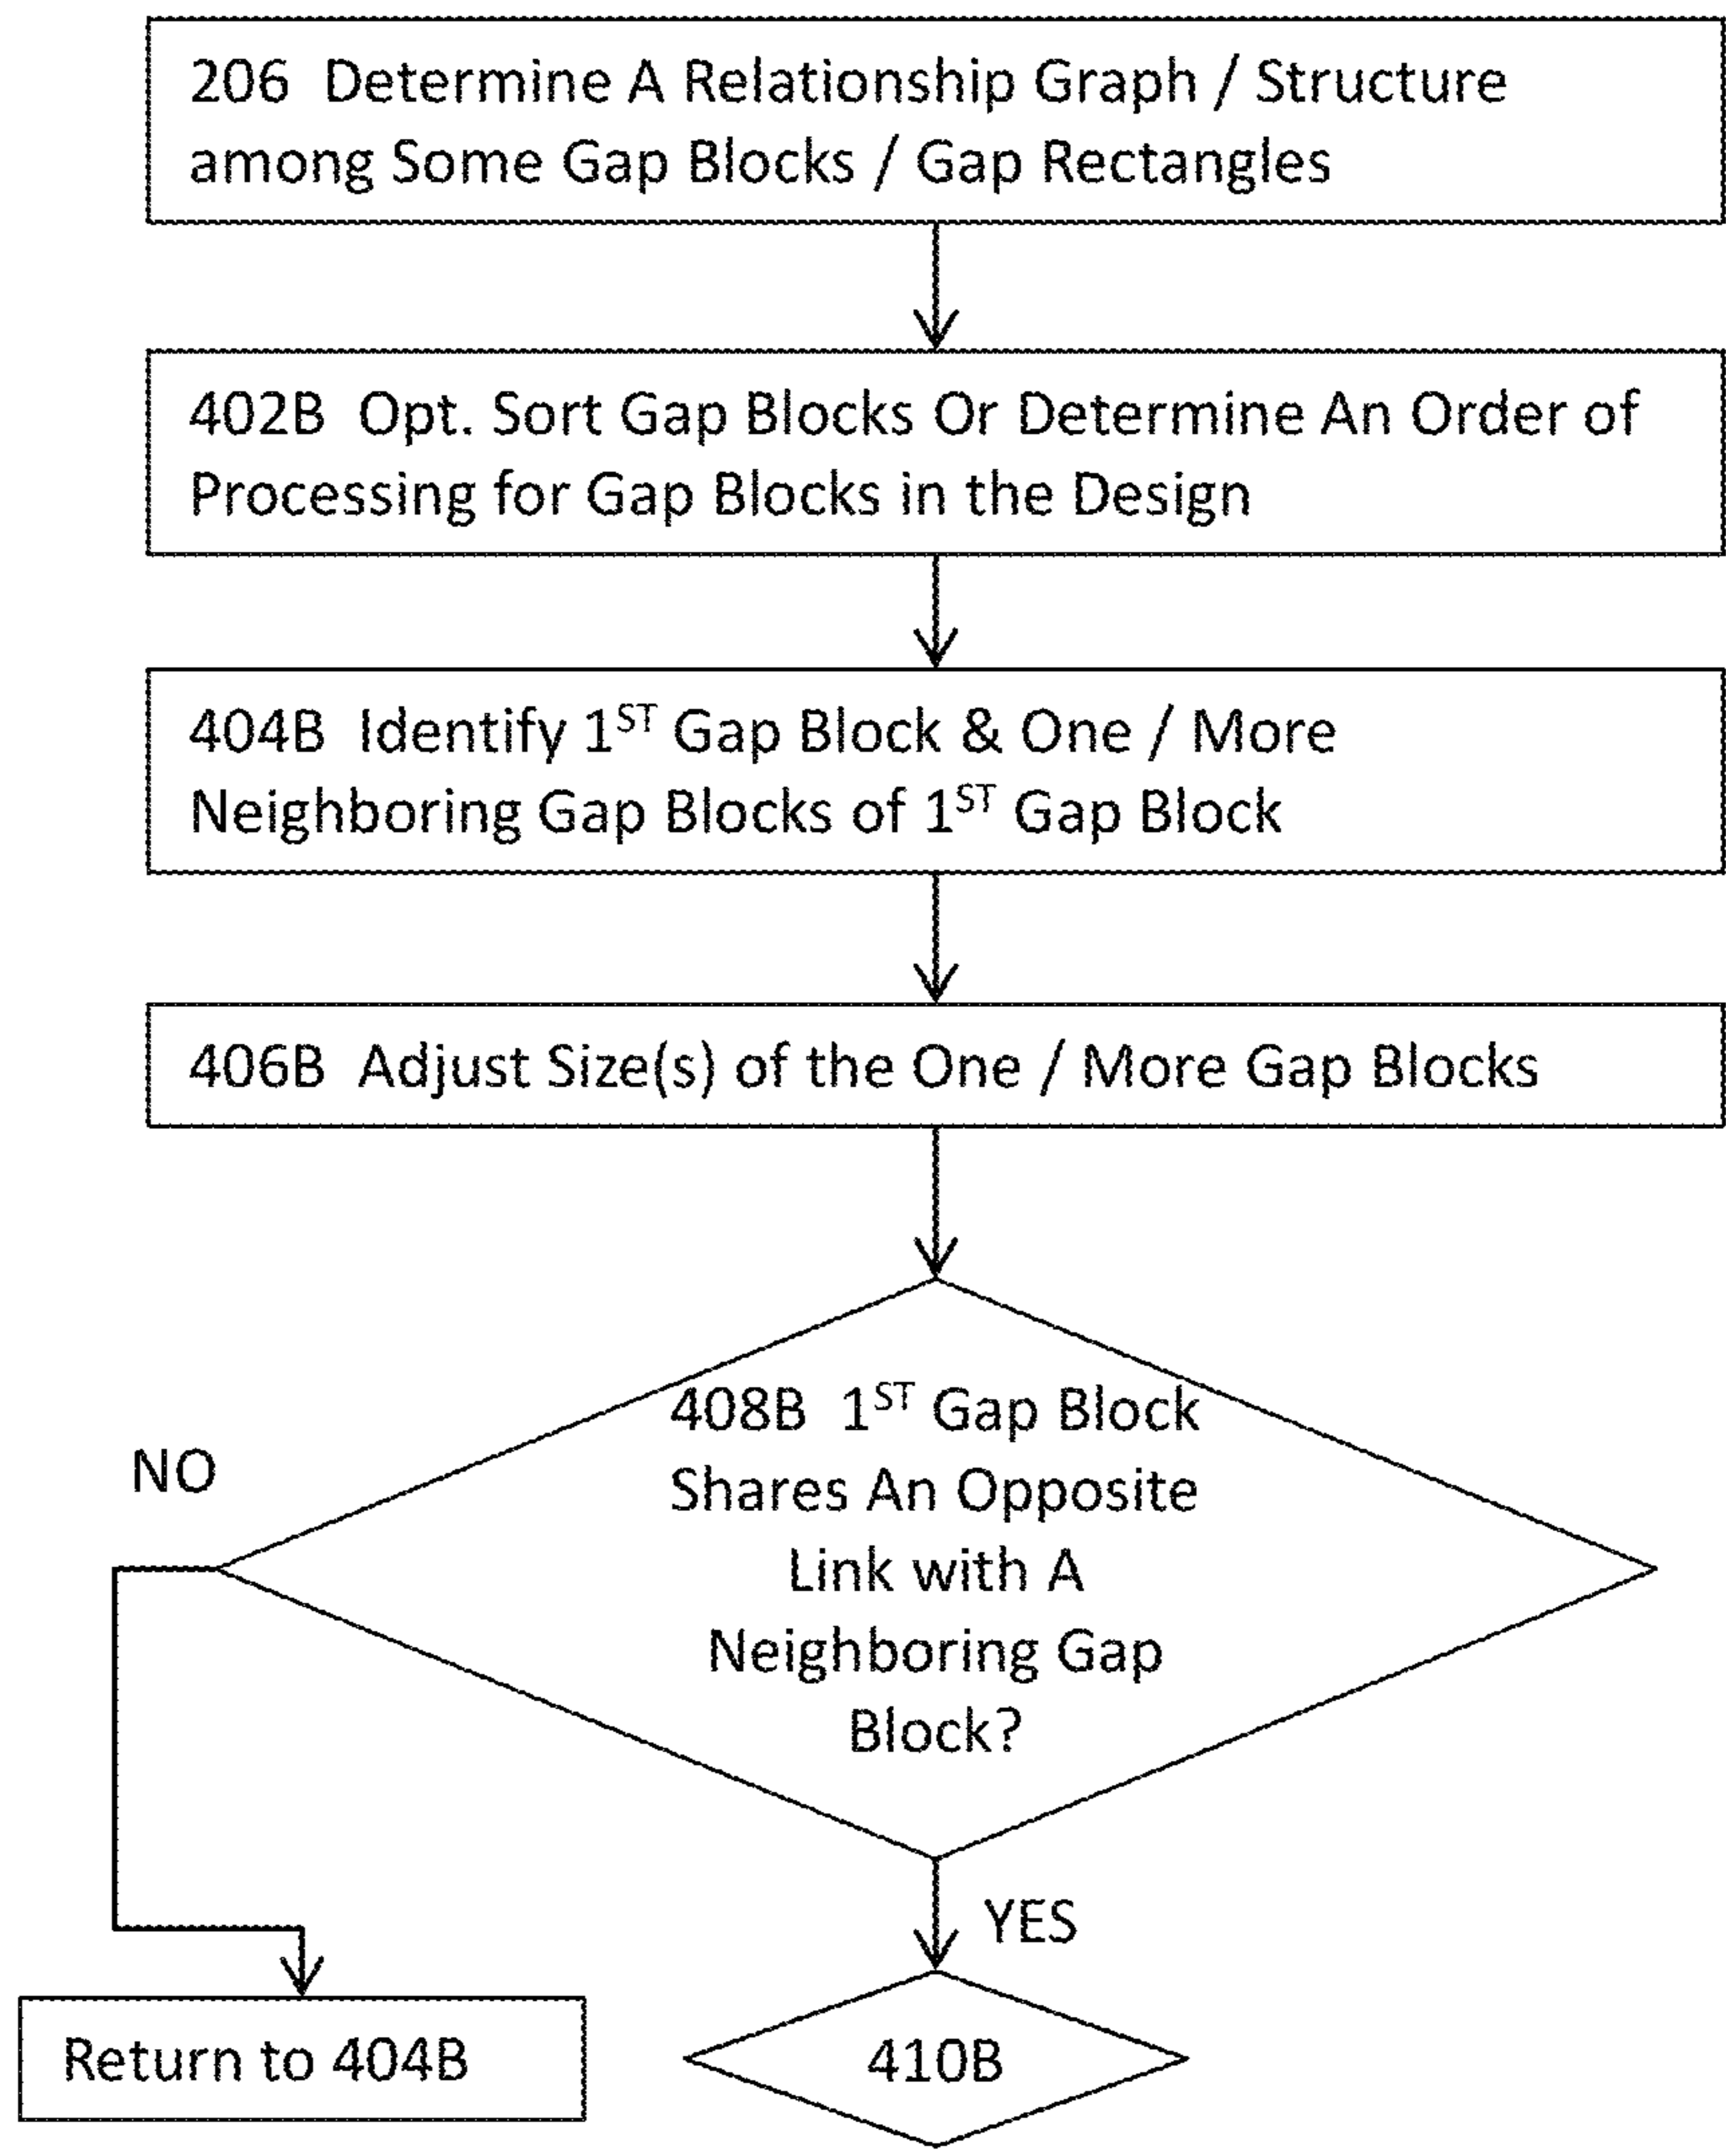 206 Determine A Relationship Graph / Structure
among Some Gap Blocks / Gap Rectangles
402B Opt. Sort Gap Blocks Or Determine An Order of
Processing for Gap Blocks in the Design
404B Identify 1ST Gap Block & One / More
Neighboring Gap Blocks of 1ST Gap Block
406B Adjust Size(s) of the One / More Gap Blocks
408B 1ST Gap Block
Shares An Opposite
Link with A
Neighboring Gap
Block?
NO
YES
Return to 404B
410B